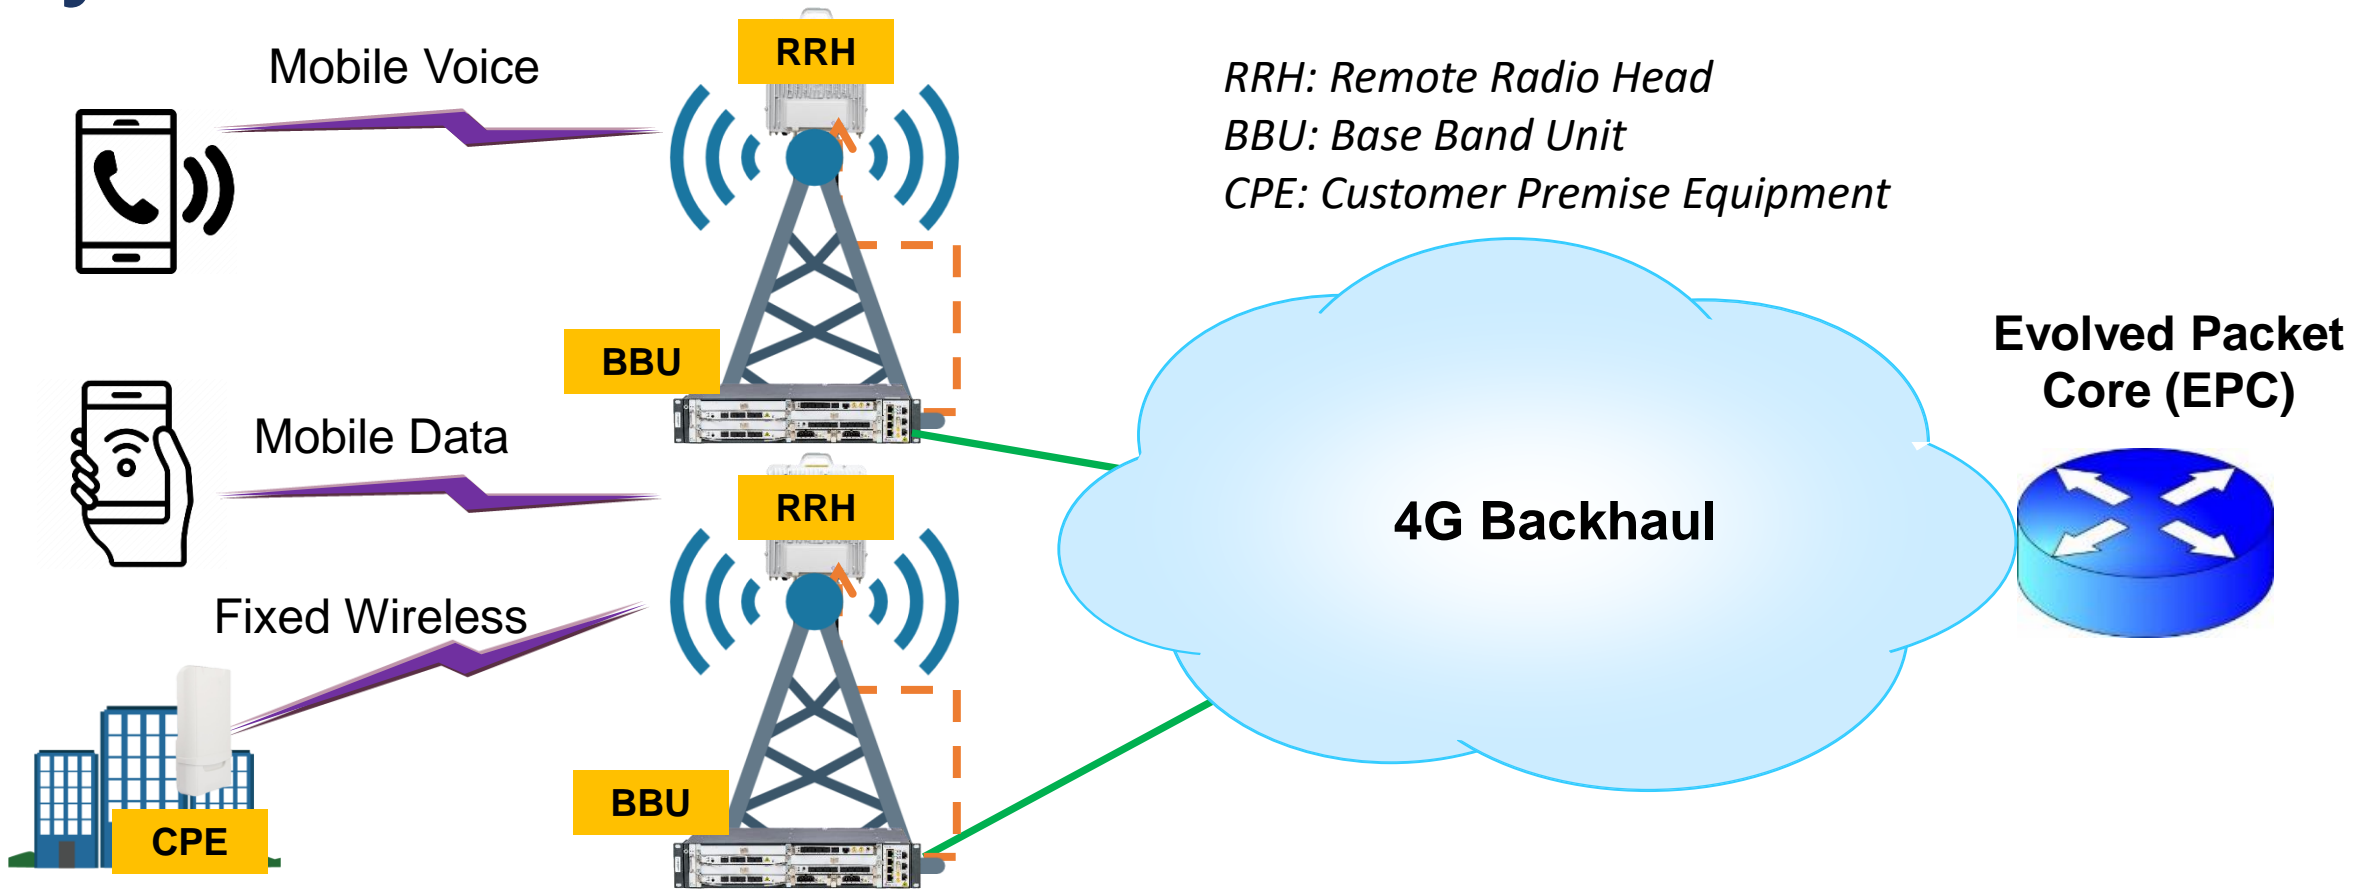 Mobile Voice
RRH
RRH: Remote Radio Head
BBU: Base Band Unit
CPE: Customer Premise Equipment
BBU
Evolved Packet
Core (EPC)
Mobile Data
RRH
4G Backhaul
Fixed Wireless
BBU
CPE